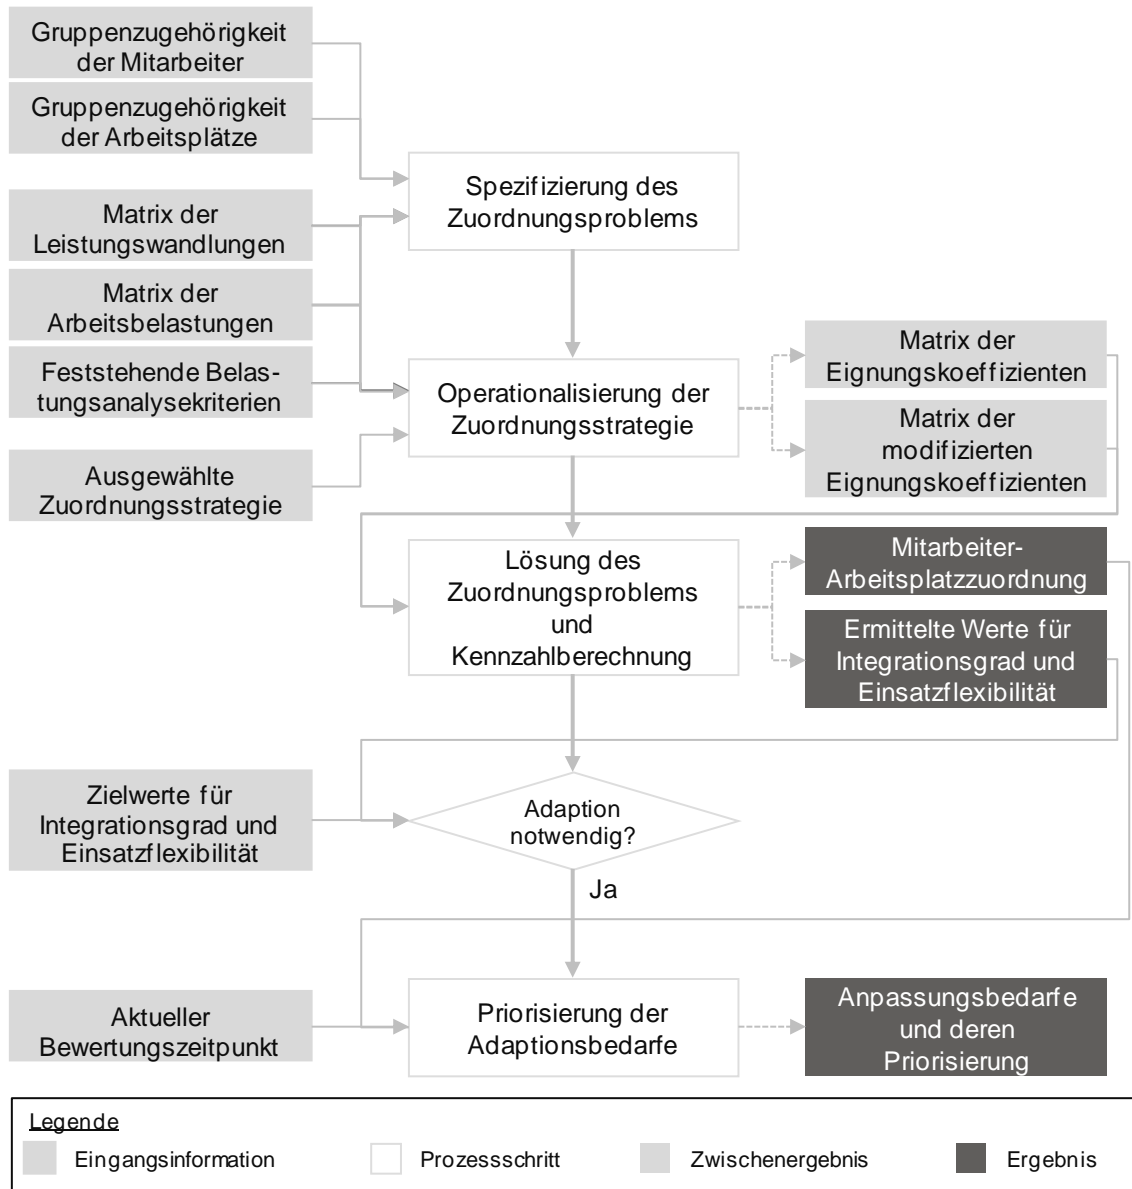 Gruppenzugehörigkeit
der Mitarbeiter
Gruppenzugehörigkeit
der Arbeitsplätze
Spezifizierung des
Zuordnungsproblems
Matrix der
Leistungswandlungen
Matrix der
Arbeitsbelastungen
Feststehende Belas-
tungsanalysekriterien
Operationalisierung der
Zuordnungsstrategie
Matrix der
Eignungskoeffizienten
Matrix der
modifizierten
Eignungskoeffizienten
Ausgewählte
Zuordnungsstrategie
Lösung des
Zuordnungsproblems
und
Kennzahlberechnung
Mitarbeiter-
Arbeitsplatzzuordnung
Ermittelte Werte für
Integrationsgrad und
Einsatzflexibilität
Zielwerte für
Integrationsgrad und
Einsatzflexibilität
Adaption
notwendig?
Ja
Aktueller
Bewertungszeitpunkt
Priorisierung der
Adaptionsbedarfe
Anpassungsbedarfe
und deren
Priorisierung
Legende
Eingangsinformation
Prozessschritt
Zwischenergebnis
Ergebnis